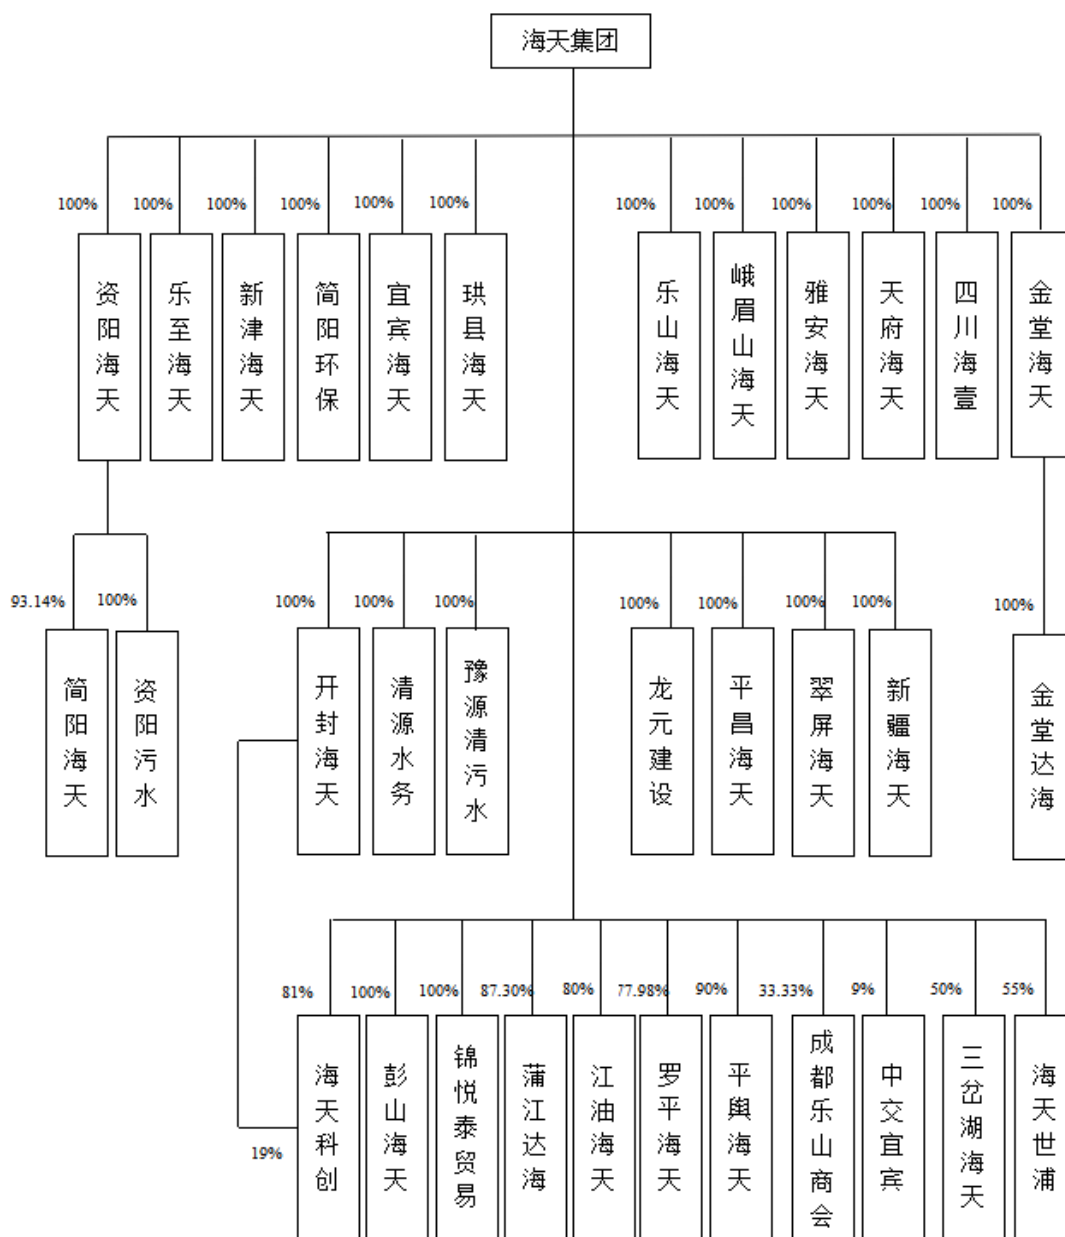 海天集团
100%
100%
100%
100%
100%
100%
100%
100%
100%
100%
100%
100%
资阳海天
乐至海天
新津海天
简阳环保
宜宾海天
珙县海天
乐山海天
峨眉山海天
雅安海天
天府海天
四川海壹
金堂海天
93.14%
100%
100%
100%
100%
100%
100%
100%
100%
100%
简阳海天
资阳污水
开封海天
清源水务
豫源清污水
龙元建设
平昌海天
翠屏海天
新疆海天
金堂达海
81%
100%
100%
87.30%
80%
77.98%
90%
33.33%
9%
50%
55%
19%
海天科创
彭山海天
锦悦泰贸易
蒲江达海
江油海天
罗平海天
平舆海天
成都乐山商会
中交宜宾
三岔湖海天
海天世浦